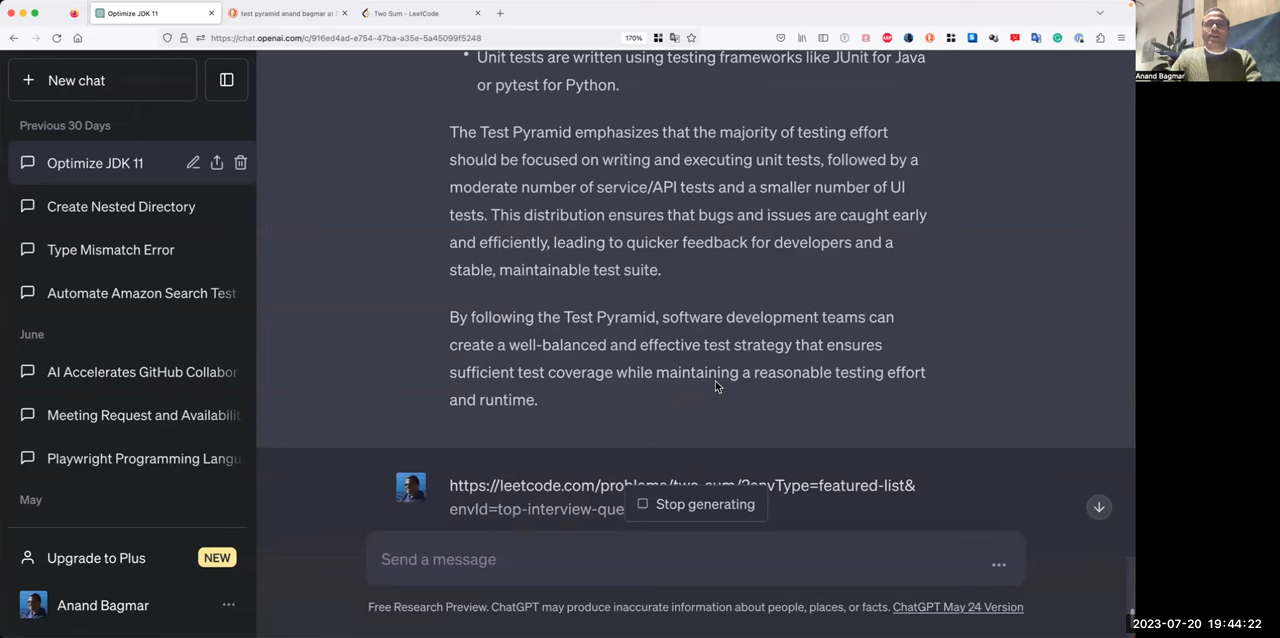 Optimize JDK 11
test pyramid anand bagmar at
Two Sum - LeetCode
https://chat.openai.com/c/916ed4ad-e754-47ba-a35e-5a45099f5248
170%
Anand Bagmar
New chat
Previous 30 Days
Optimize JDK 11
Create Nested Directory
Type Mismatch Error
Automate Amazon Search Test
June
AI Accelerates GitHub Collabor
Meeting Request and Availabilit
Playwright Programming Langu
May
Upgrade to Plus
NEW
Anand Bagmar
• Unit tests are written using testing frameworks like JUnit for Java
or pytest for Python.
The Test Pyramid emphasizes that the majority of testing effort
should be focused on writing and executing unit tests, followed by a
moderate number of service/API tests and a smaller number of UI
tests. This distribution ensures that bugs and issues are caught early
and efficiently, leading to quicker feedback for developers and a
stable, maintainable test suite.
By following the Test Pyramid, software development teams can
create a well-balanced and effective test strategy that ensures
sufficient test coverage while maintaining a reasonable testing effort
and runtime.
https://leetcode.com/problems/two-sum/?envType=featured-list&
envId=top-interview-que
Stop generating
Send a message
Free Research Preview. ChatGPT may produce inaccurate information about people, places, or facts. ChatGPT May 24 Version
2023-07-20 19:44:22